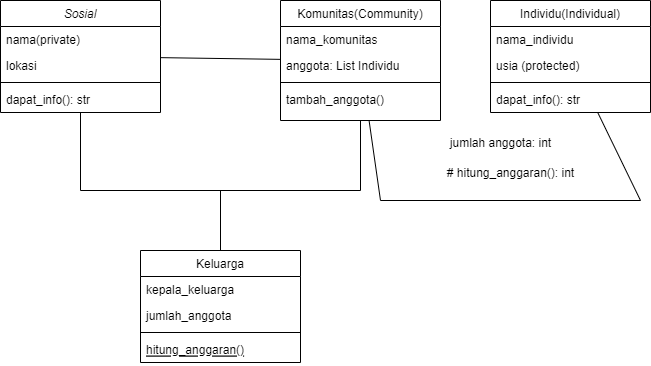 Sosial
nama(private)
lokasi
dapat_info(): str
Komunitas(Community)
nama_komunitas
anggota: List Individu
tambah_anggota()
Individu(Individual)
nama_individu
usia (protected)
dapat_info(): str
jumlah anggota: int
# hitung_anggaran(): int
Keluarga
kepala_keluarga
jumlah_anggota
hitung_anggaran()